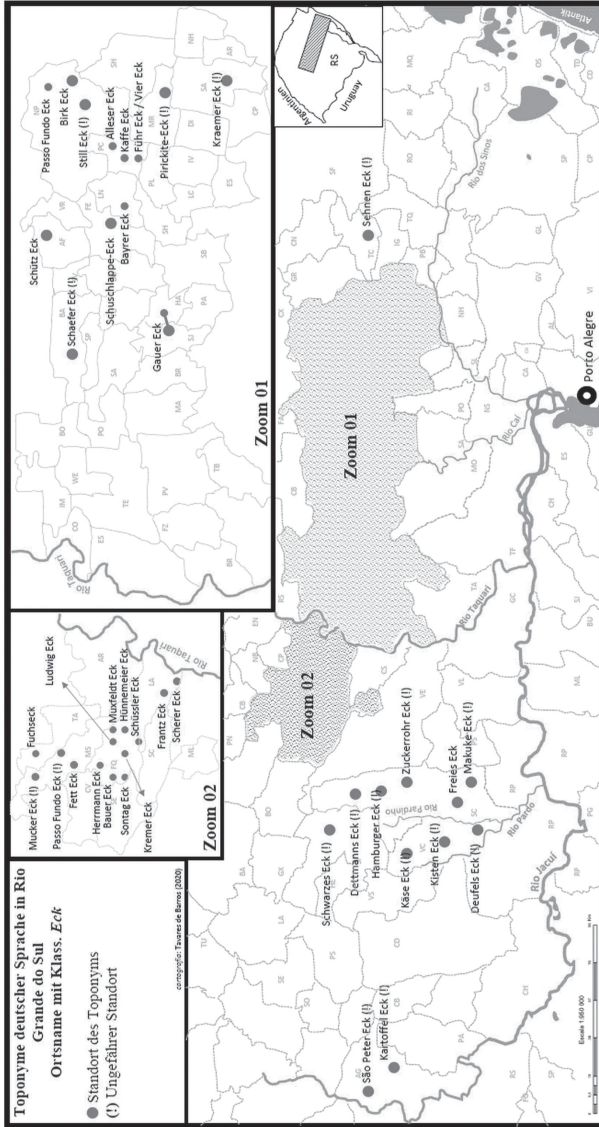 Toponyme deutscher Sprache in Rio
Grande do Sul
Ortsname mit Klass. Eck
Standort des Toponyms
(!) Ungefährer Standort
cartografia: Tavares de Barros (2020)
Mucker Eck (!)
Fuchseck
Ludwig Eck
Passo Fundo Eck (!)
Fett Eck
Herrmann Eck
Bauer Eck
Sontag Eck
Kremer Eck
Muxfeldt Eck
Hünnemeier Eck
Schüssler Eck
Frantz Eck
Scherer Eck
Rio Taquari
Zoom 02
Rio Taquari
Schaefer Eck (!)
Schütz Eck
Schuschlappe-Eck
Bayrer Eck
Gauer Eck
Passo Fundo Eck
Birk Eck
Still Eck (!)
Alleser Eck
Kaffe Eck
Führ Eck / Vier Eck
Pirickite-Eck (!)
Kraemer Eck (!)
Zoom 01
Argentinien
Uruguay
RS
Atlantik
Zoom 02
Zoom 01
Sehnen Eck (!)
São Peter Eck (!)
Kartoffel Eck (!)
Schwarzes Eck (!)
Dettmanns Eck (!)
Hamburger Eck (!)
Käse Eck (!)
Kisten Eck (!)
Deufels Eck (!)
Zuckerrohr Eck (!)
Freies Eck
Makuke Eck (!)
Rio Pardinho
Rio Pardo
Rio Jacuí
Rio Taquari
Rio Caí
Rio dos Sinos
Porto Alegre
Escala 1:950 000